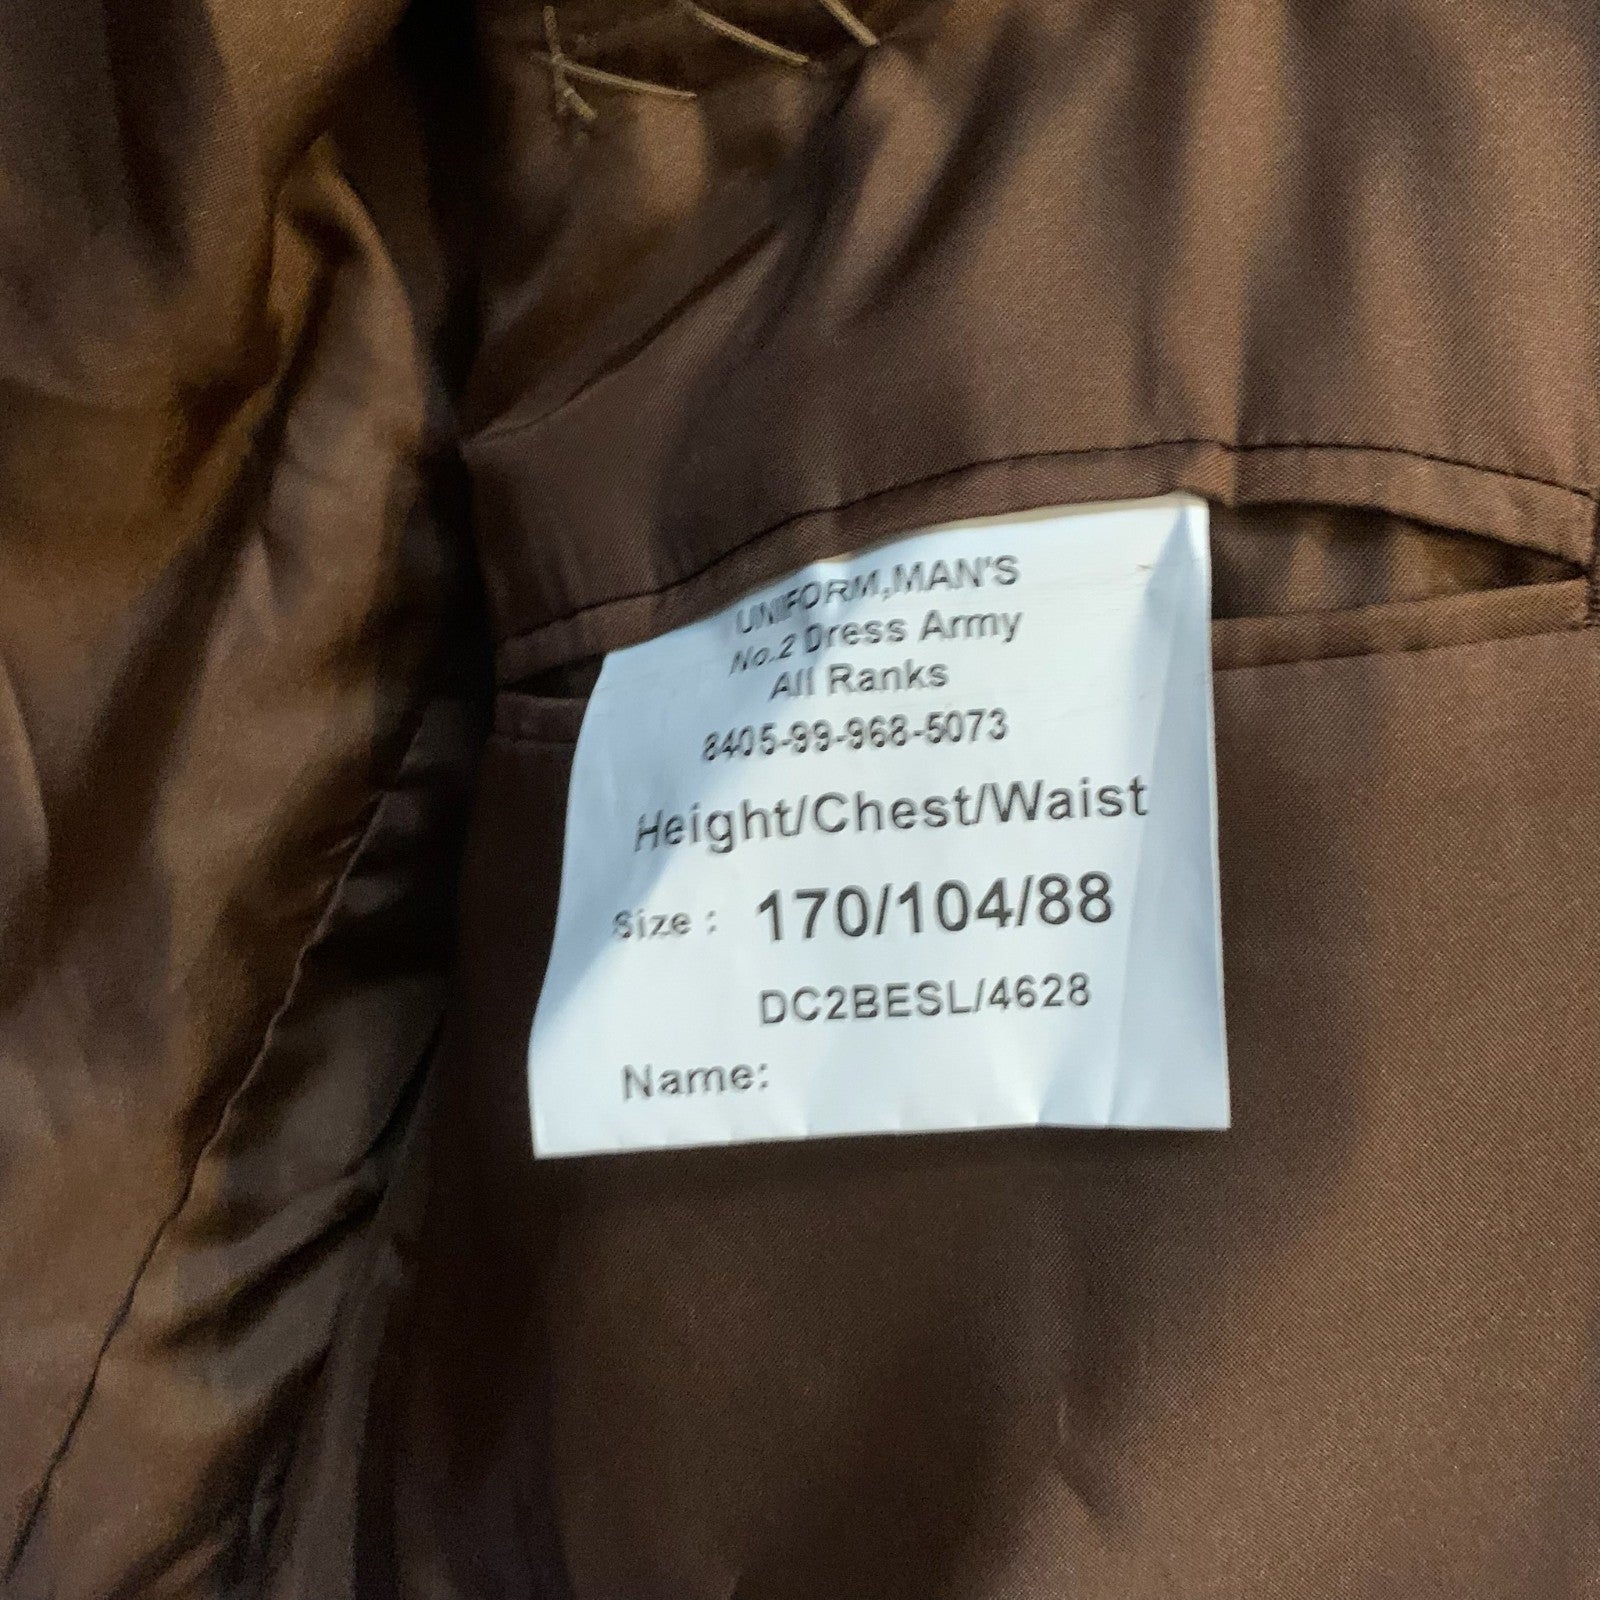 UNIFORM,MAN'S
No.2 Dress Army
All Ranks
8405-99-968-5073
Height/Chest/Waist
Size : 170/104/88
DC2BESL/4628
Name: